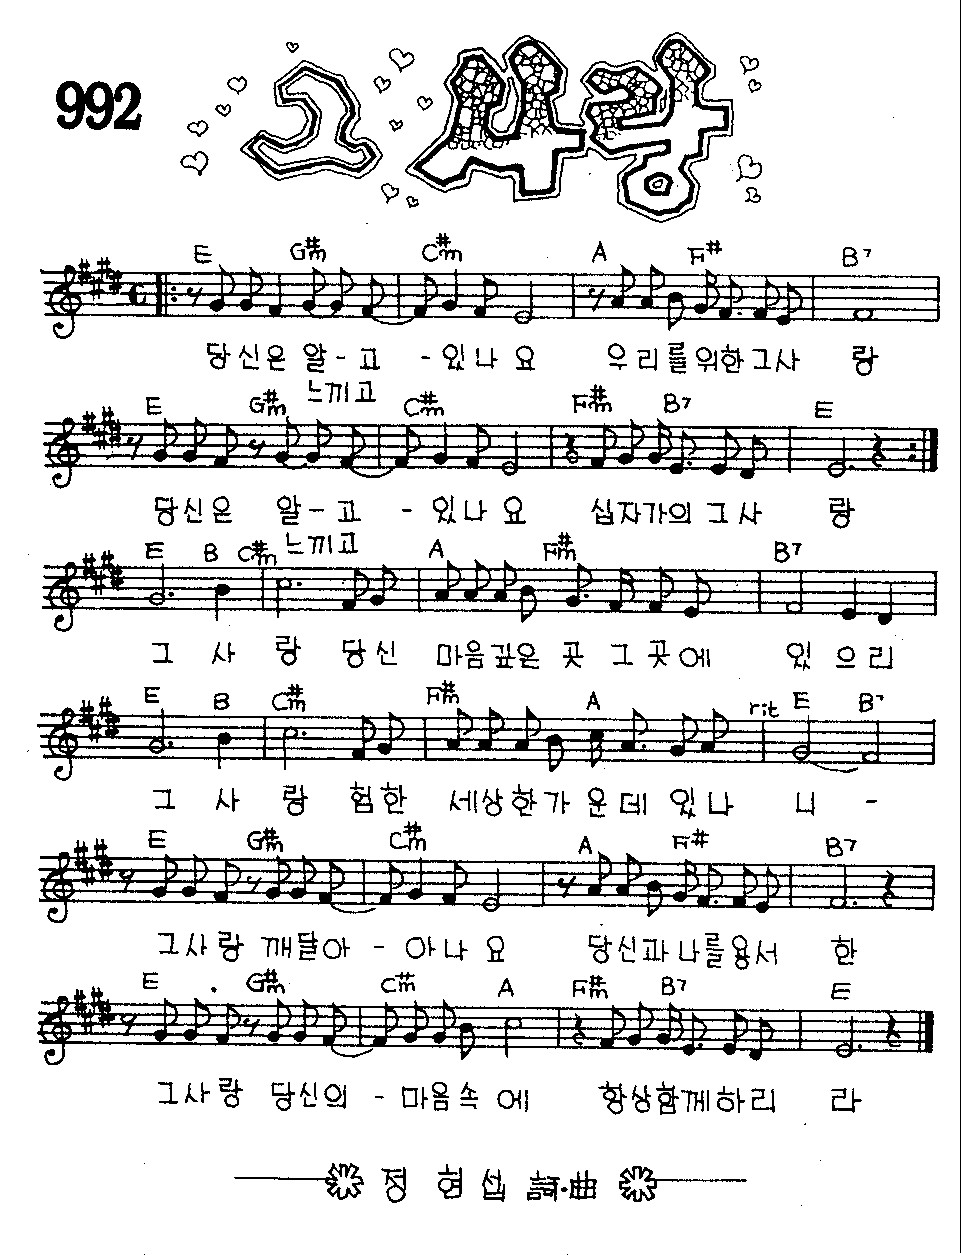 992
그 사랑
E G#m C#m A F# B7
당신은 알 - 고 - 있나 요 우리를위한그사 랑
느끼고
E G#m C#m F#m B7 E
당신은 알 - 고 - 있나 요 십자가의 그 사 랑
느끼고
E B C#m A F#m B7
그 사 랑 당 신 마음깊은 곳 그 곳에 있 으 리
E B C#m F#m A rit E B7
그 사 랑 험한 세상한가 운데 있나 니 -
E G#m C#m A F# B7
그사랑 깨달아 - 아나 요 당신과나를용서 한
E G#m C#m A F#m B7 E
그사랑 당신의 - 마음속 에 항상함께하리 라
정 현 섭 詩·曲